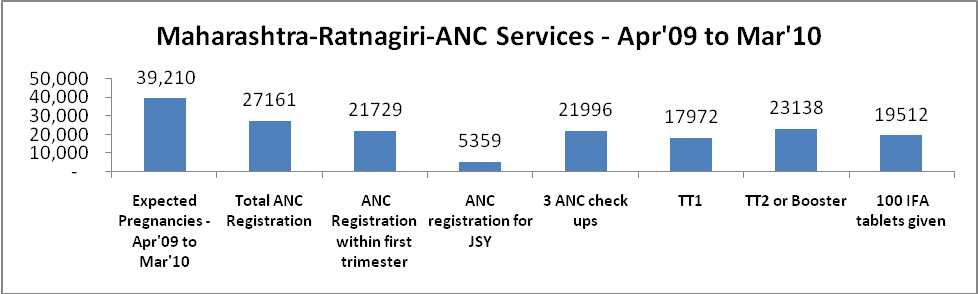 Maharashtra-Ratnagiri-ANC Services - Apr'09 to Mar'10
50,000
40,000
30,000
20,000
10,000
-
39,210
27161
21729
5359
21996
17972
23138
19512
Expected
Pregnancies -
Apr'09 to
Mar'10
Total ANC
Registration
ANC
Registration
within first
trimester
ANC
registration for
JSY
3 ANC check
ups
TT1
TT2 or Booster
100 IFA
tablets given